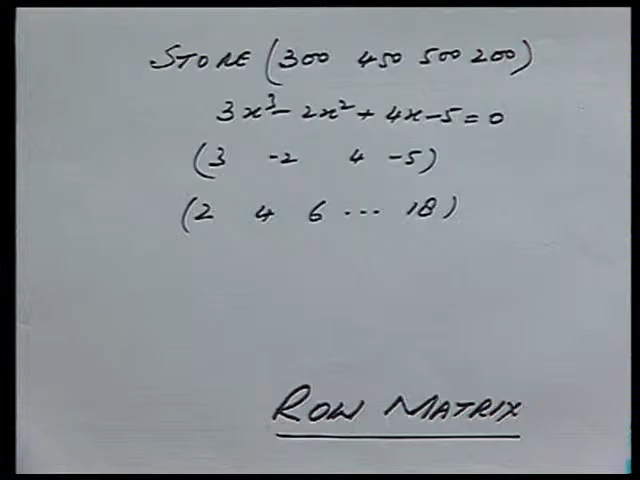 STORE (300 450 500 200)
3x³ - 2x² + 4x - 5 = 0
(3 -2 4 -5)
(2 4 6 ... 18)
ROW MATRIX